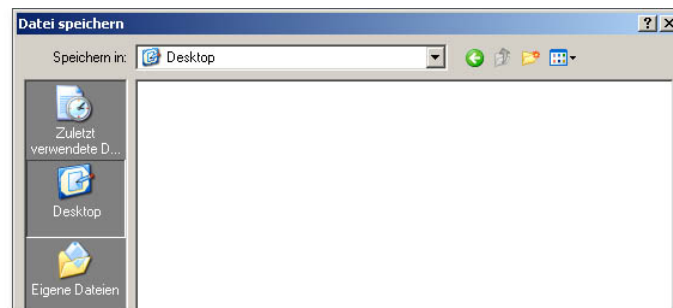 Datei speichern
Speichern in: Desktop
Zuletzt
verwendete D...
Desktop
Eigene Dateien